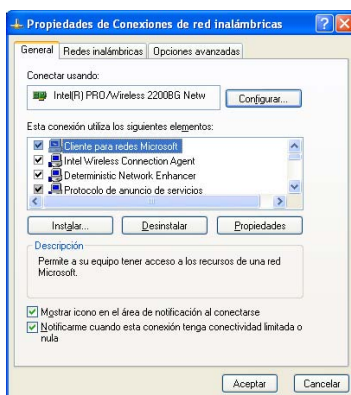 Propiedades de Conexiones de red inalámbricas
General Redes inalámbricas Opciones avanzadas
Conectar usando:
Intel(R) PRO/Wireless 2200BG Netw
Configurar...
Esta conexión utiliza los siguientes elementos:
Cliente para redes Microsoft
Intel Wireless Connection Agent
Deterministic Network Enhancer
Protocolo de anuncio de servicios
Instalar... Desinstalar Propiedades
Descripción
Permite a su equipo tener acceso a los recursos de una red
Microsoft.
Mostrar icono en el área de notificación al conectarse
Notificarme cuando esta conexión tenga conectividad limitada o
nula
Aceptar Cancelar